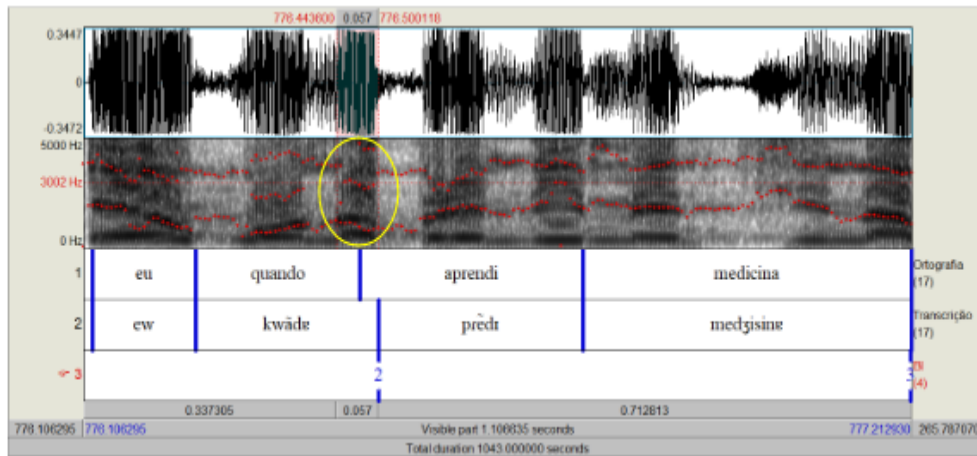 776.443600 0.057 776.500118
0.3447
0
-0.3472
5000 Hz
3002 Hz
0 Hz
1 eu quando aprendi medicina Ortografia (17)
2 ew kwãdɐ prẽdɪ medʒisinɐ Transcrição (17)
3 2 3 BI (4)
0.337305 0.057 0.712813
776.106295 776.106295 Visible part 1.106635 seconds 777.212930 265.787070
Total duration 1043.000000 seconds